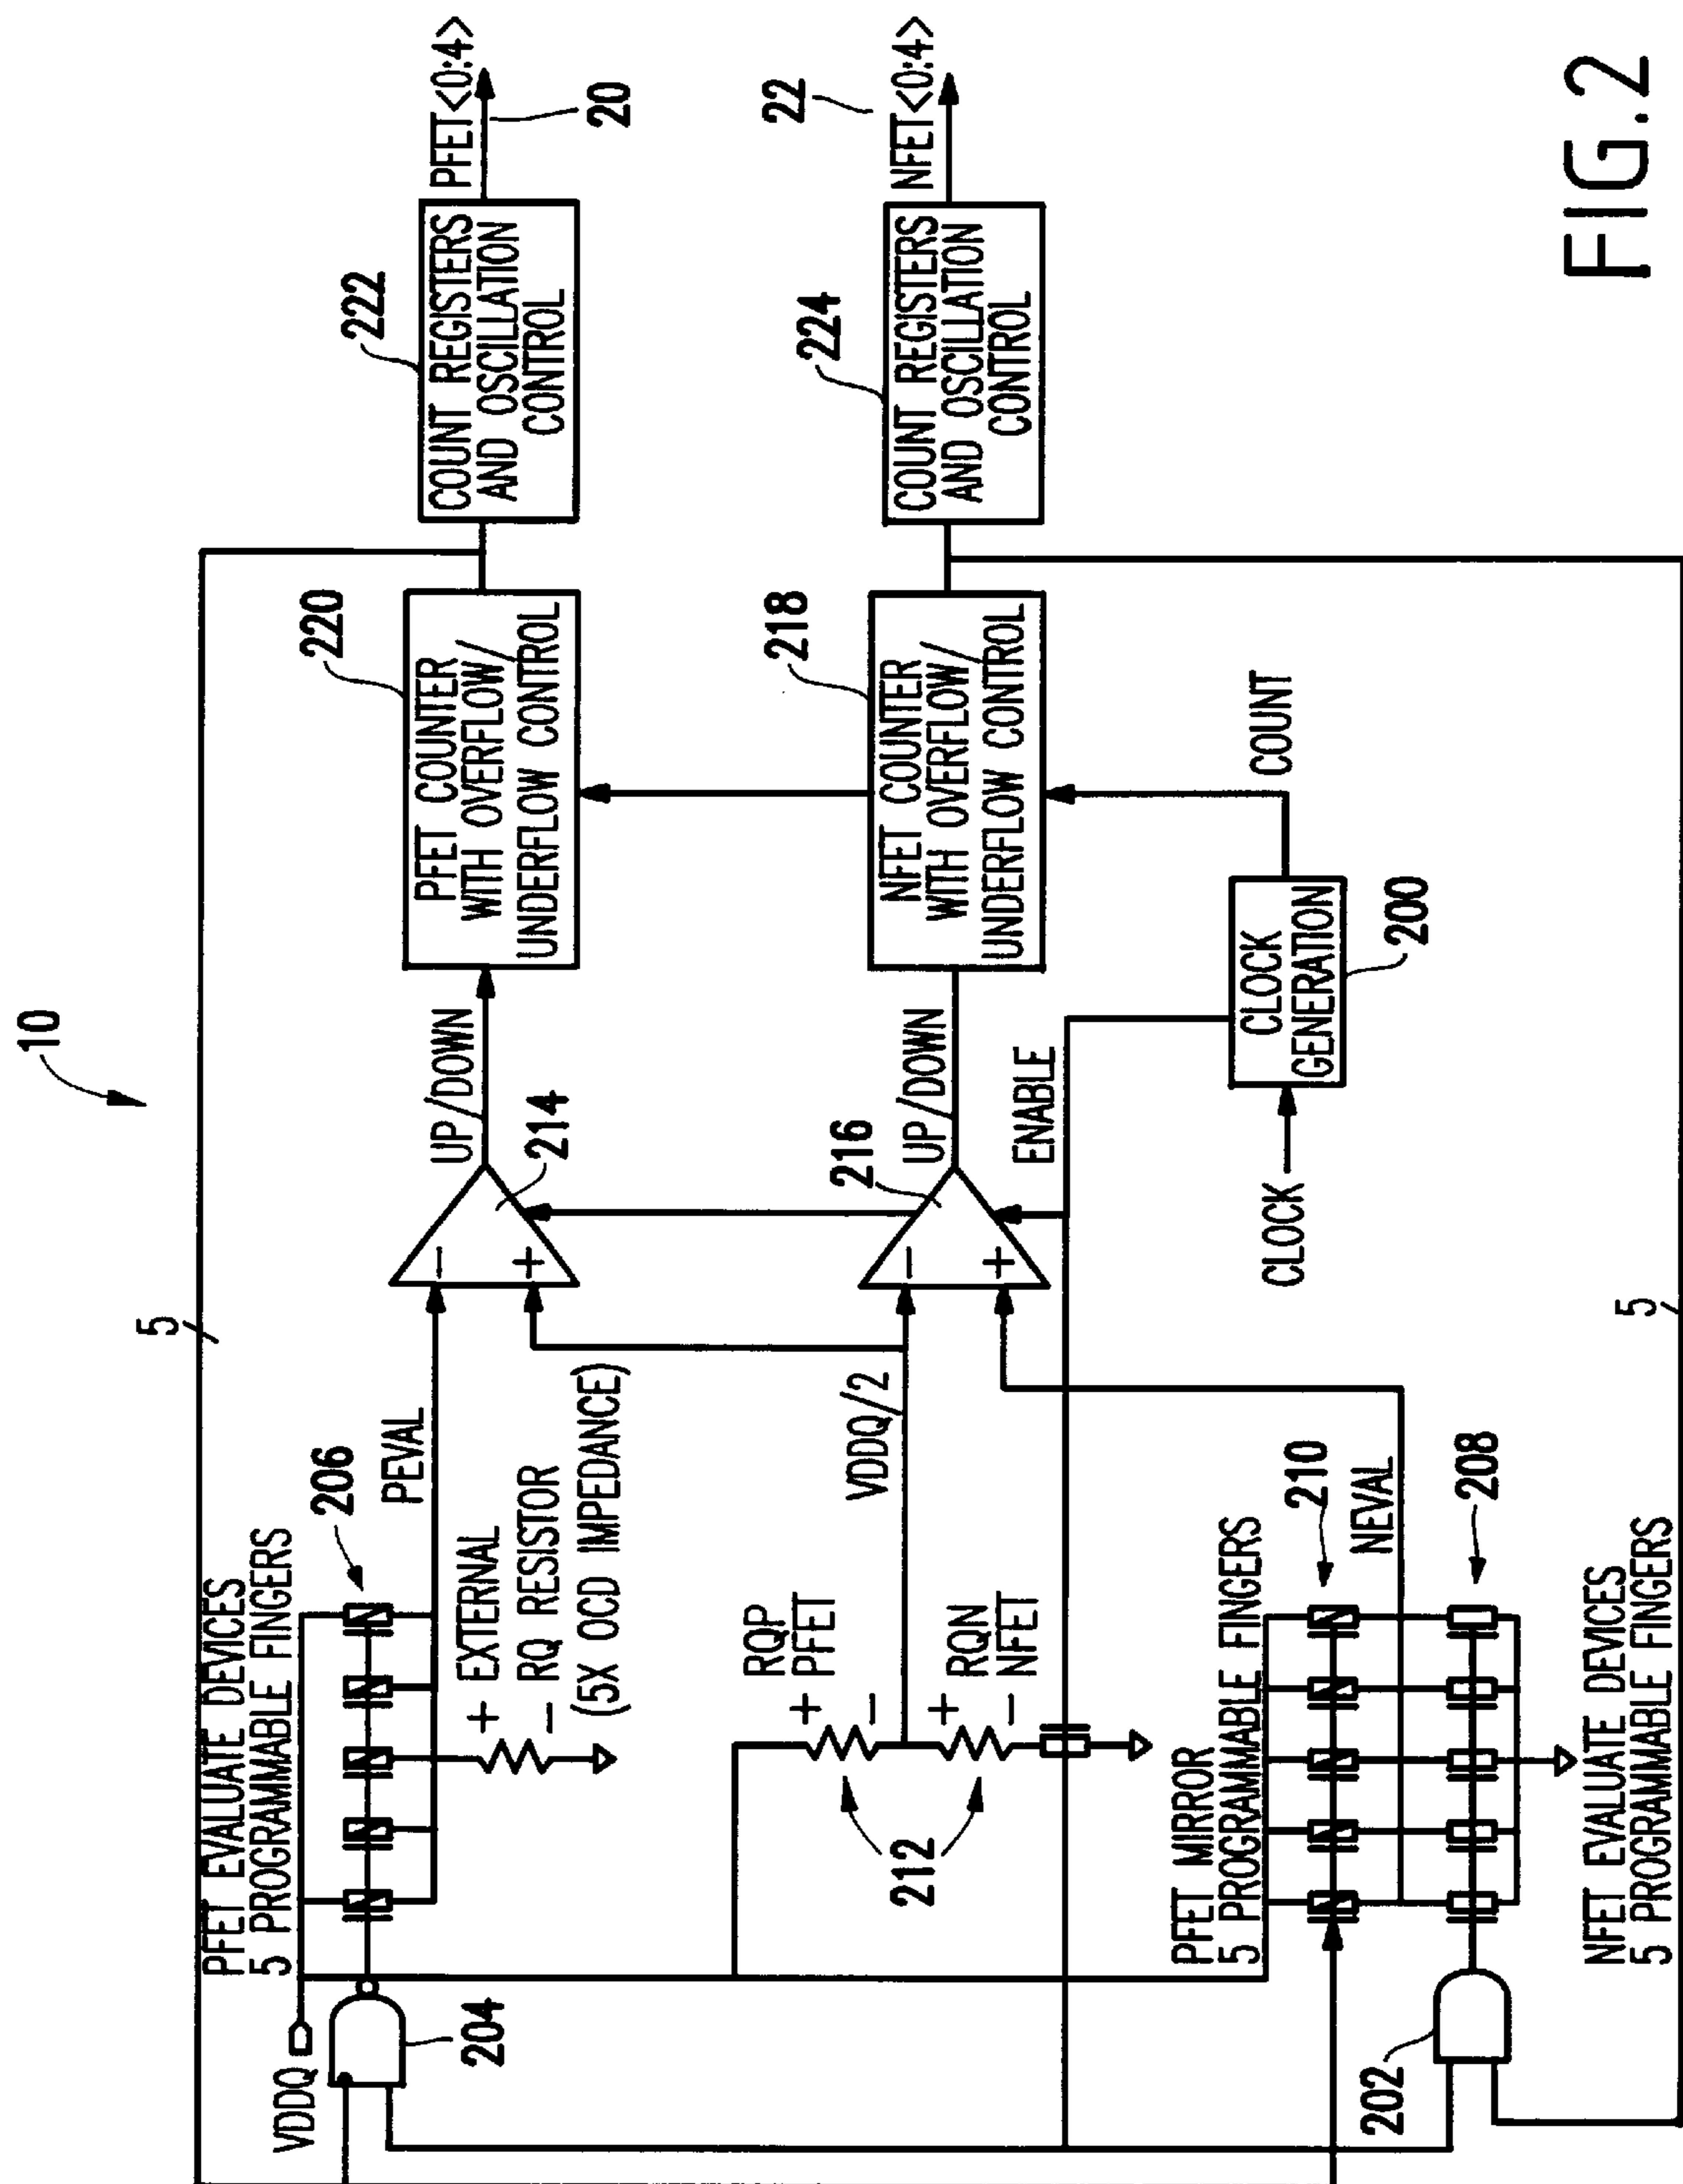 10
5
VDDQ
204
PFET EVALUATE DEVICES
5 PROGRAMMABLE FINGERS
206
PEVAL
+ EXTERNAL
- RQ RESISTOR
(5X OCD IMPEDANCE)
-
+
214
UP/DOWN
220
PFET COUNTER
WITH OVERFLOW/
UNDERFLOW CONTROL
222
COUNT REGISTERS
AND OSCILLATION
CONTROL
PFET<0:4>
20
RQP
PFET
+
-
RQN
NFET
+
-
212
VDDQ/2
-
+
216
UP/DOWN
218
NFET COUNTER
WITH OVERFLOW/
UNDERFLOW CONTROL
224
COUNT REGISTERS
AND OSCILLATION
CONTROL
NFET<0:4>
22
ENABLE
PFET MIRROR
5 PROGRAMMABLE FINGERS
210
NEVAL
208
202
NFET EVALUATE DEVICES
5 PROGRAMMABLE FINGERS
CLOCK
CLOCK
GENERATION
200
COUNT
5
FIG.2